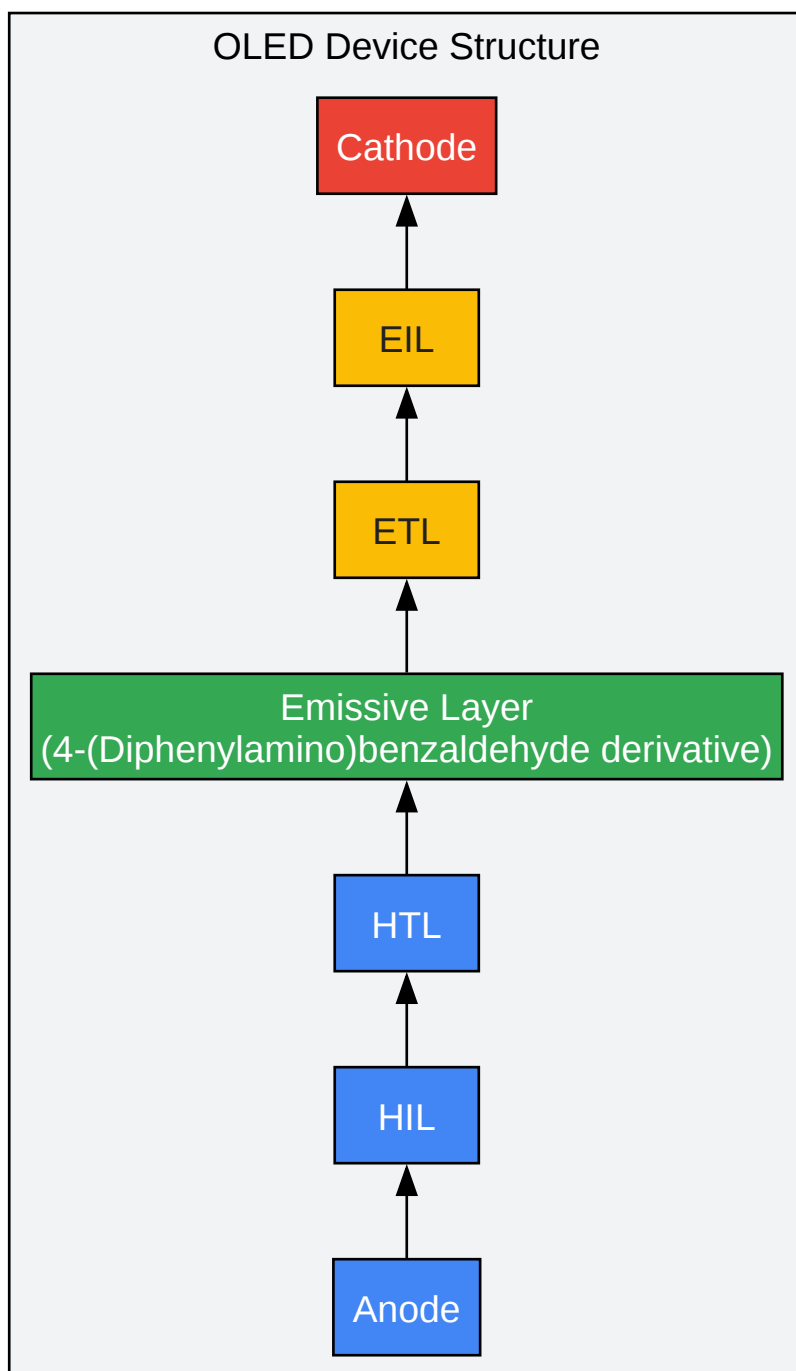 OLED Device Structure
Cathode
EIL
ETL
Emissive Layer
(4-(Diphenylamino)benzaldehyde derivative)
HTL
HIL
Anode